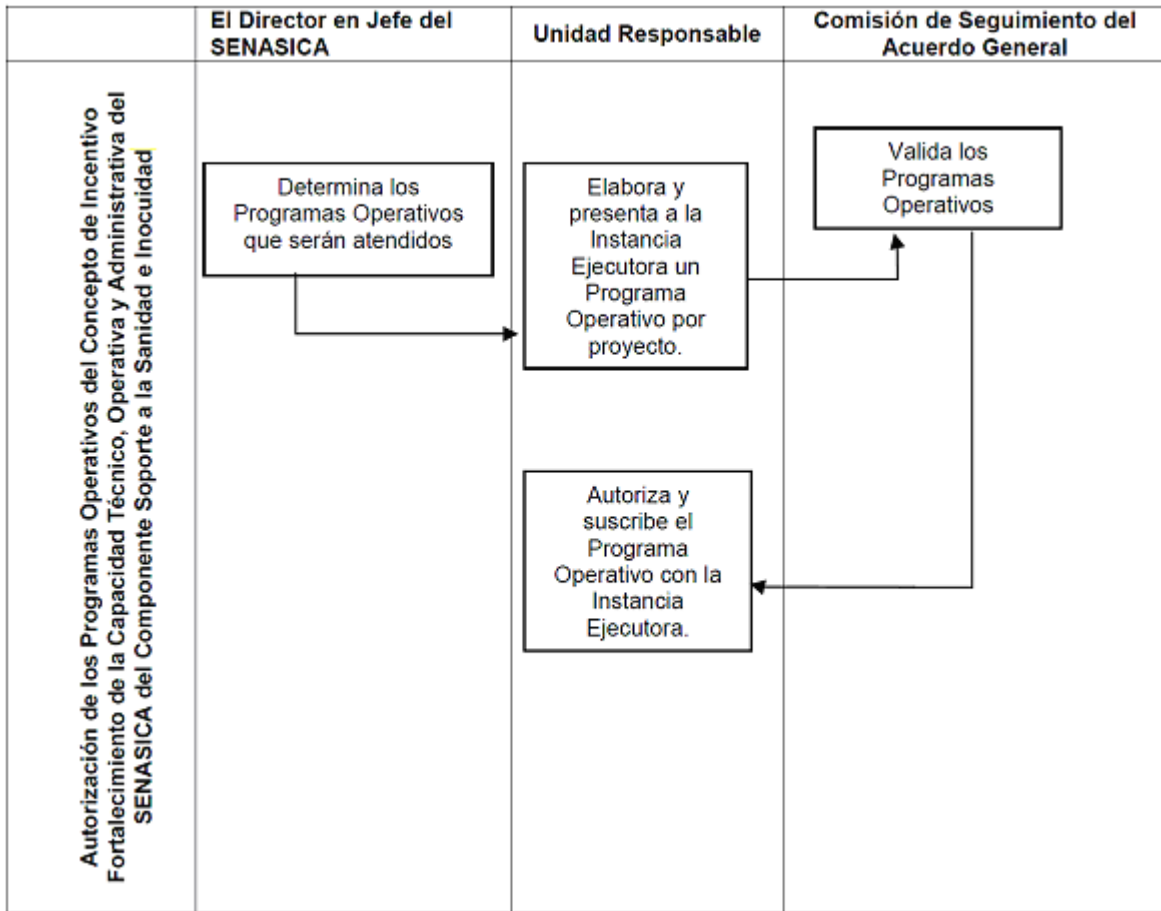 El Director en Jefe del
SENASICA
Unidad Responsable
Comisión de Seguimiento del
Acuerdo General
Autorización de los Programas Operativos del Concepto de Incentivo
Fortalecimiento de la Capacidad Técnico, Operativa y Administrativa del
SENASICA del Componente Soporte a la Sanidad e Inocuidad
Determina los
Programas Operativos
que serán atendidos
Elabora y
presenta a la
Instancia
Ejecutora un
Programa
Operativo por
proyecto.
Valida los
Programas
Operativos
Autoriza y
suscribe el
Programa
Operativo con la
Instancia
Ejecutora.